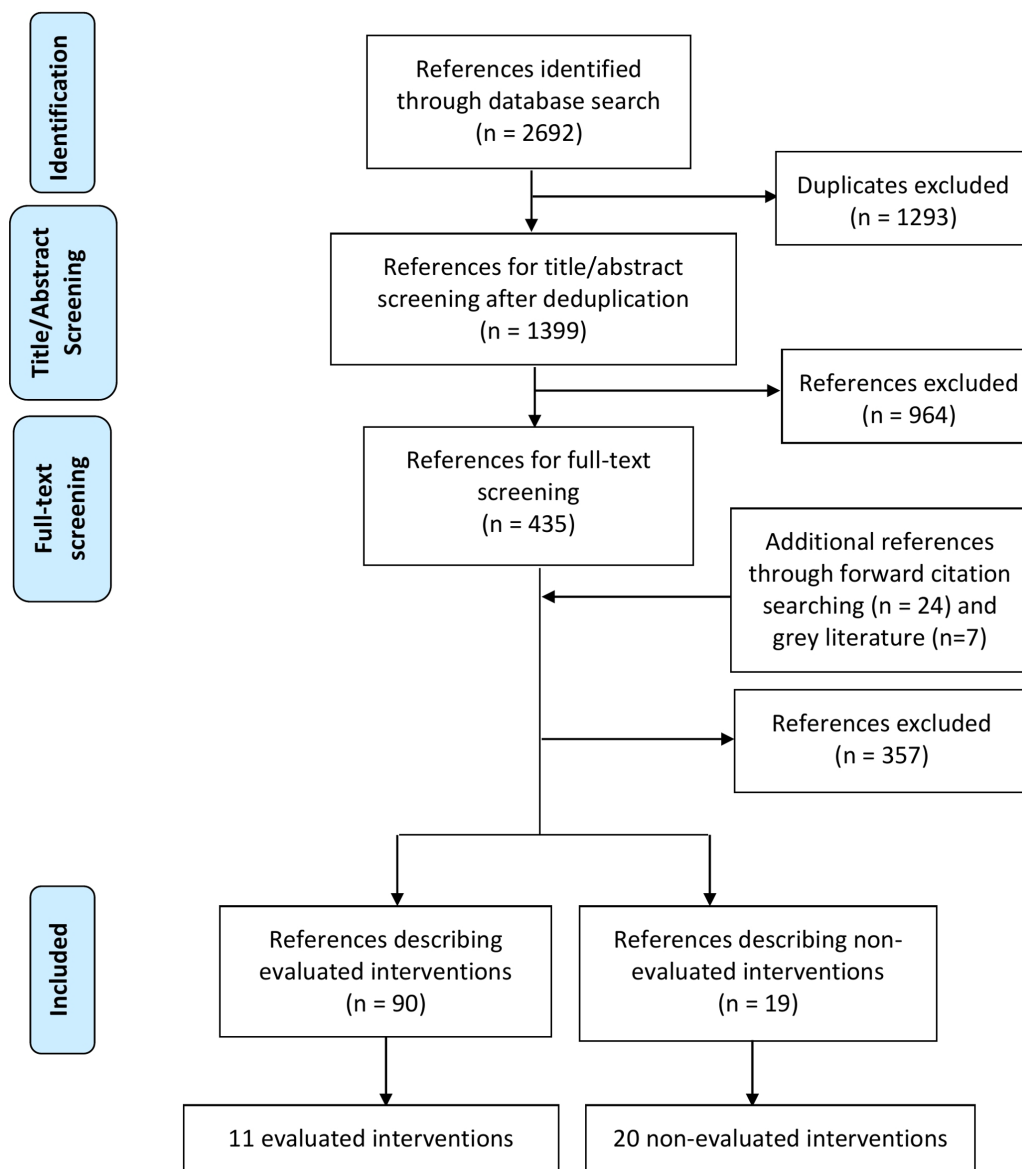 Identification
References identified
through database search
(n = 2692)
Duplicates excluded
(n = 1293)
Title/Abstract
Screening
References for title/abstract
screening after deduplication
(n = 1399)
References excluded
(n = 964)
Full-text
screening
References for full-text
screening
(n = 435)
Additional references
through forward citation
searching (n = 24) and
grey literature (n=7)
References excluded
(n = 357)
Included
References describing
evaluated interventions
(n = 90)
References describing non-
evaluated interventions
(n = 19)
11 evaluated interventions
20 non-evaluated interventions